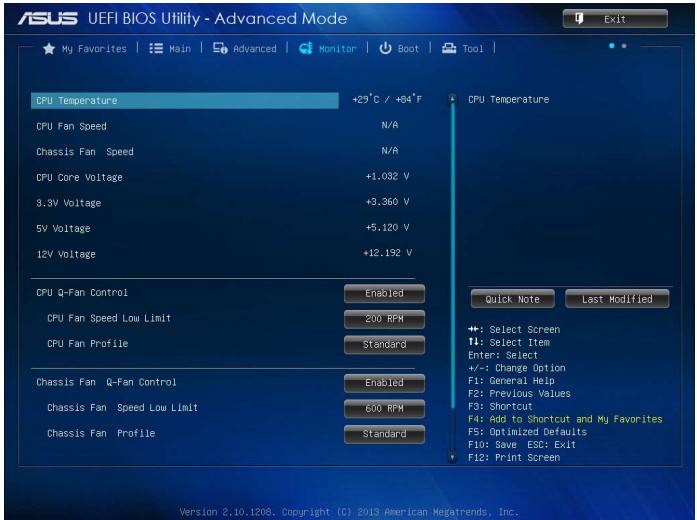 ASUS UEFI BIOS Utility - Advanced Mode
Exit
My Favorites | Main | Advanced | Monitor | Boot | Tool |
CPU Temperature +29°C / +84°F
CPU Fan Speed N/A
Chassis Fan Speed N/A
CPU Core Voltage +1.032 V
3.3V Voltage +3.360 V
5V Voltage +5.120 V
12V Voltage +12.192 V
CPU Q-Fan Control Enabled
CPU Fan Speed Low Limit 200 RPM
CPU Fan Profile Standard
Chassis Fan Q-Fan Control Enabled
Chassis Fan Speed Low Limit 600 RPM
Chassis Fan Profile Standard
CPU Temperature
Quick Note Last Modified
→←: Select Screen
↑↓: Select Item
Enter: Select
+/-: Change Option
F1: General Help
F2: Previous Values
F3: Shortcut
F4: Add to Shortcut and My Favorites
F5: Optimized Defaults
F10: Save ESC: Exit
F12: Print Screen
Version 2.10.1208. Copyright (C) 2013 American Megatrends, Inc.